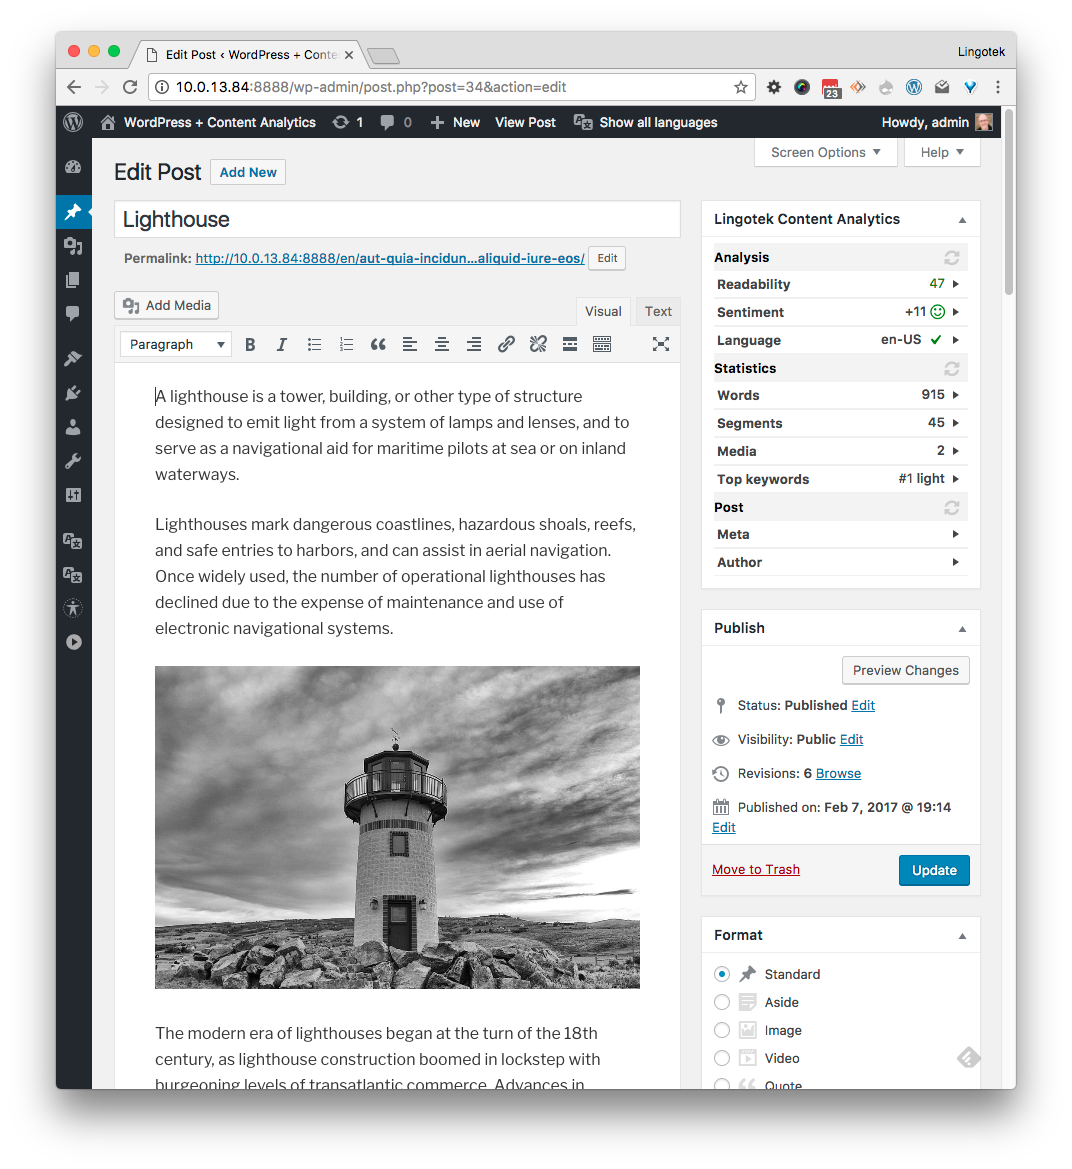 Edit Post ‹ WordPress + Conte
Lingotek
10.0.13.84:8888/wp-admin/post.php?post=34&action=edit
23
WordPress + Content Analytics
1
0
New
View Post
Show all languages
Howdy, admin
Screen Options
Help
Edit Post
Add New
Lighthouse
Permalink: http://10.0.13.84:8888/en/aut-quia-incidun...aliquid-iure-eos/
Edit
Add Media
Visual
Text
Paragraph
B
I
A lighthouse is a tower, building, or other type of structure
designed to emit light from a system of lamps and lenses, and to
serve as a navigational aid for maritime pilots at sea or on inland
waterways.
Lighthouses mark dangerous coastlines, hazardous shoals, reefs,
and safe entries to harbors, and can assist in aerial navigation.
Once widely used, the number of operational lighthouses has
declined due to the expense of maintenance and use of
electronic navigational systems.
The modern era of lighthouses began at the turn of the 18th
century, as lighthouse construction boomed in lockstep with
burgeoning levels of transatlantic commerce. Advances in
Lingotek Content Analytics
Analysis
Readability 47
Sentiment +11
Language en-US
Statistics
Words 915
Segments 45
Media 2
Top keywords #1 light
Post
Meta
Author
Publish
Preview Changes
Status: Published Edit
Visibility: Public Edit
Revisions: 6 Browse
Published on: Feb 7, 2017 @ 19:14
Edit
Move to Trash
Update
Format
Standard
Aside
Image
Video
Quote